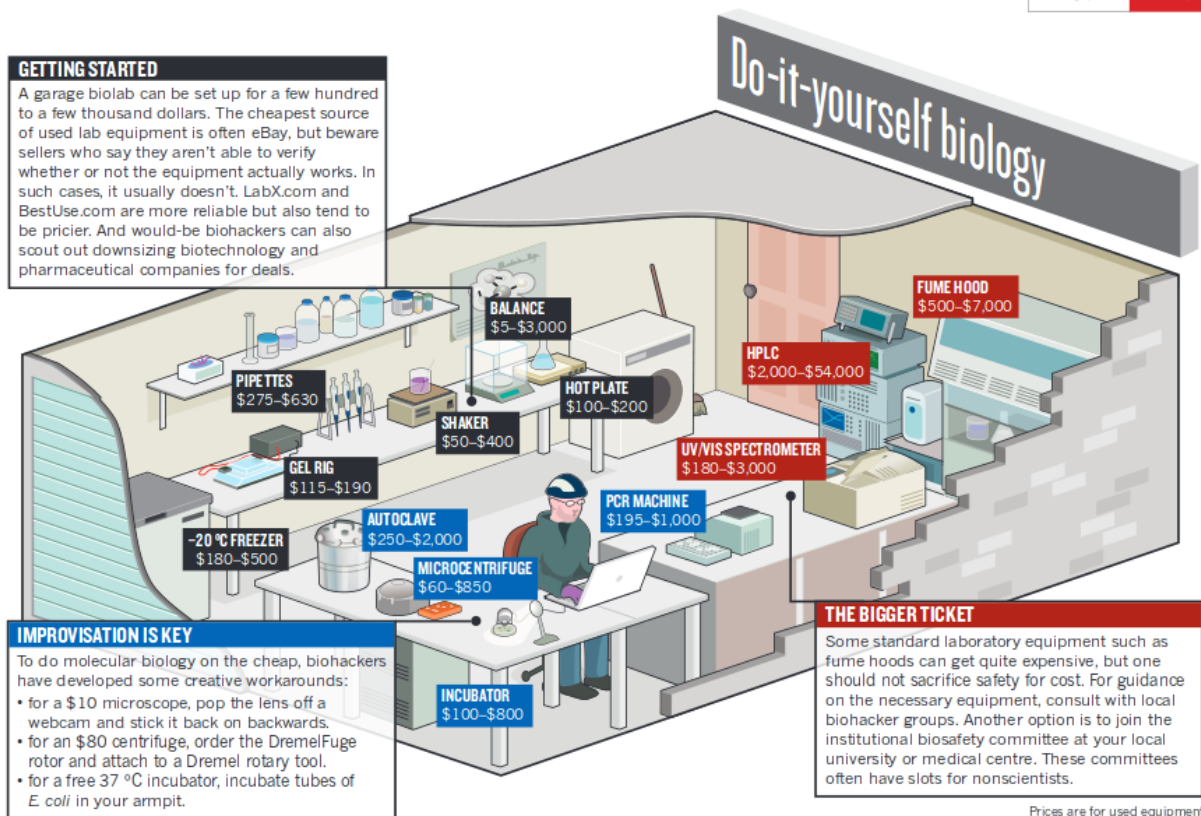 Do-it-yourself biology
GETTING STARTED
A garage biolab can be set up for a few hundred
to a few thousand dollars. The cheapest source
of used lab equipment is often eBay, but beware
sellers who say they aren't able to verify
whether or not the equipment actually works. In
such cases, it usually doesn't. LabX.com and
BestUse.com are more reliable but also tend to
be pricier. And would-be biohackers can also
scout out downsizing biotechnology and
pharmaceutical companies for deals.
BALANCE
$5–$3,000
PIPETTES
$275–$630
HOT PLATE
$100–$200
SHAKER
$50–$400
GEL RIG
$115–$190
–20 ºC FREEZER
$180–$500
FUME HOOD
$500–$7,000
HPLC
$2,000–$54,000
UV/VIS SPECTROMETER
$180–$3,000
PCR MACHINE
$195–$1,000
AUTOCLAVE
$250–$2,000
MICROCENTRIFUGE
$60–$850
INCUBATOR
$100–$800
IMPROVISATION IS KEY
To do molecular biology on the cheap, biohackers
have developed some creative workarounds:
• for a $10 microscope, pop the lens off a
webcam and stick it back on backwards.
• for an $80 centrifuge, order the DremelFuge
rotor and attach to a Dremel rotary tool.
• for a free 37 ºC incubator, incubate tubes of
E. coli in your armpit.
THE BIGGER TICKET
Some standard laboratory equipment such as
fume hoods can get quite expensive, but one
should not sacrifice safety for cost. For guidance
on the necessary equipment, consult with local
biohacker groups. Another option is to join the
institutional biosafety committee at your local
university or medical centre. These committees
often have slots for nonscientists.
Prices are for used equipment